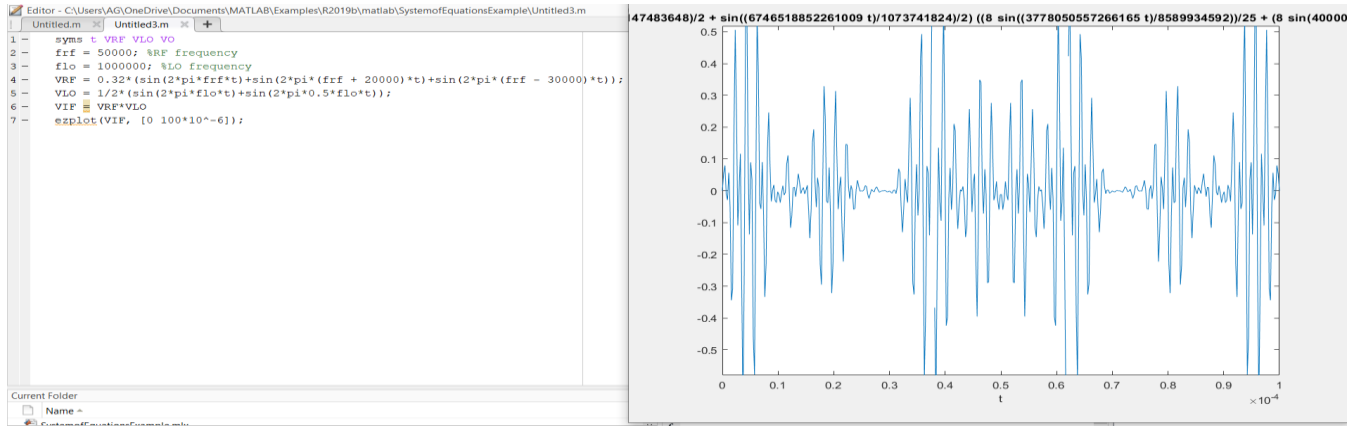 Editor - C:\Users\AG\OneDrive\Documents\MATLAB\Examples\R2019b\matlab\SystemofEquationsExample\Untitled3.m
Untitled.m × Untitled3.m × +
1 - syms t VRF VLO VO
2 - frf = 50000; %RF frequency
3 - flo = 1000000; %LO frequency
4 - VRF = 0.32*(sin(2*pi*frf*t)+sin(2*pi*(frf + 20000)*t)+sin(2*pi*(frf - 30000)*t));
5 - VLO = 1/2*(sin(2*pi*flo*t)+sin(2*pi*0.5*flo*t));
6 - VIF = VRF*VLO
7 - ezplot(VIF, [0 100*10^-6]);
Current Folder
Name
SystemofEquationsExample.mlx
147483648)/2 + sin((6746518852261009 t)/1073741824)/2) ((8 sin((3778050557266165 t)/8589934592))/25 + (8 sin(40000
0.5
0.4
0.3
0.2
0.1
0
-0.1
-0.2
-0.3
-0.4
-0.5
0 0.1 0.2 0.3 0.4 0.5 0.6 0.7 0.8 0.9 1
t
×10-4